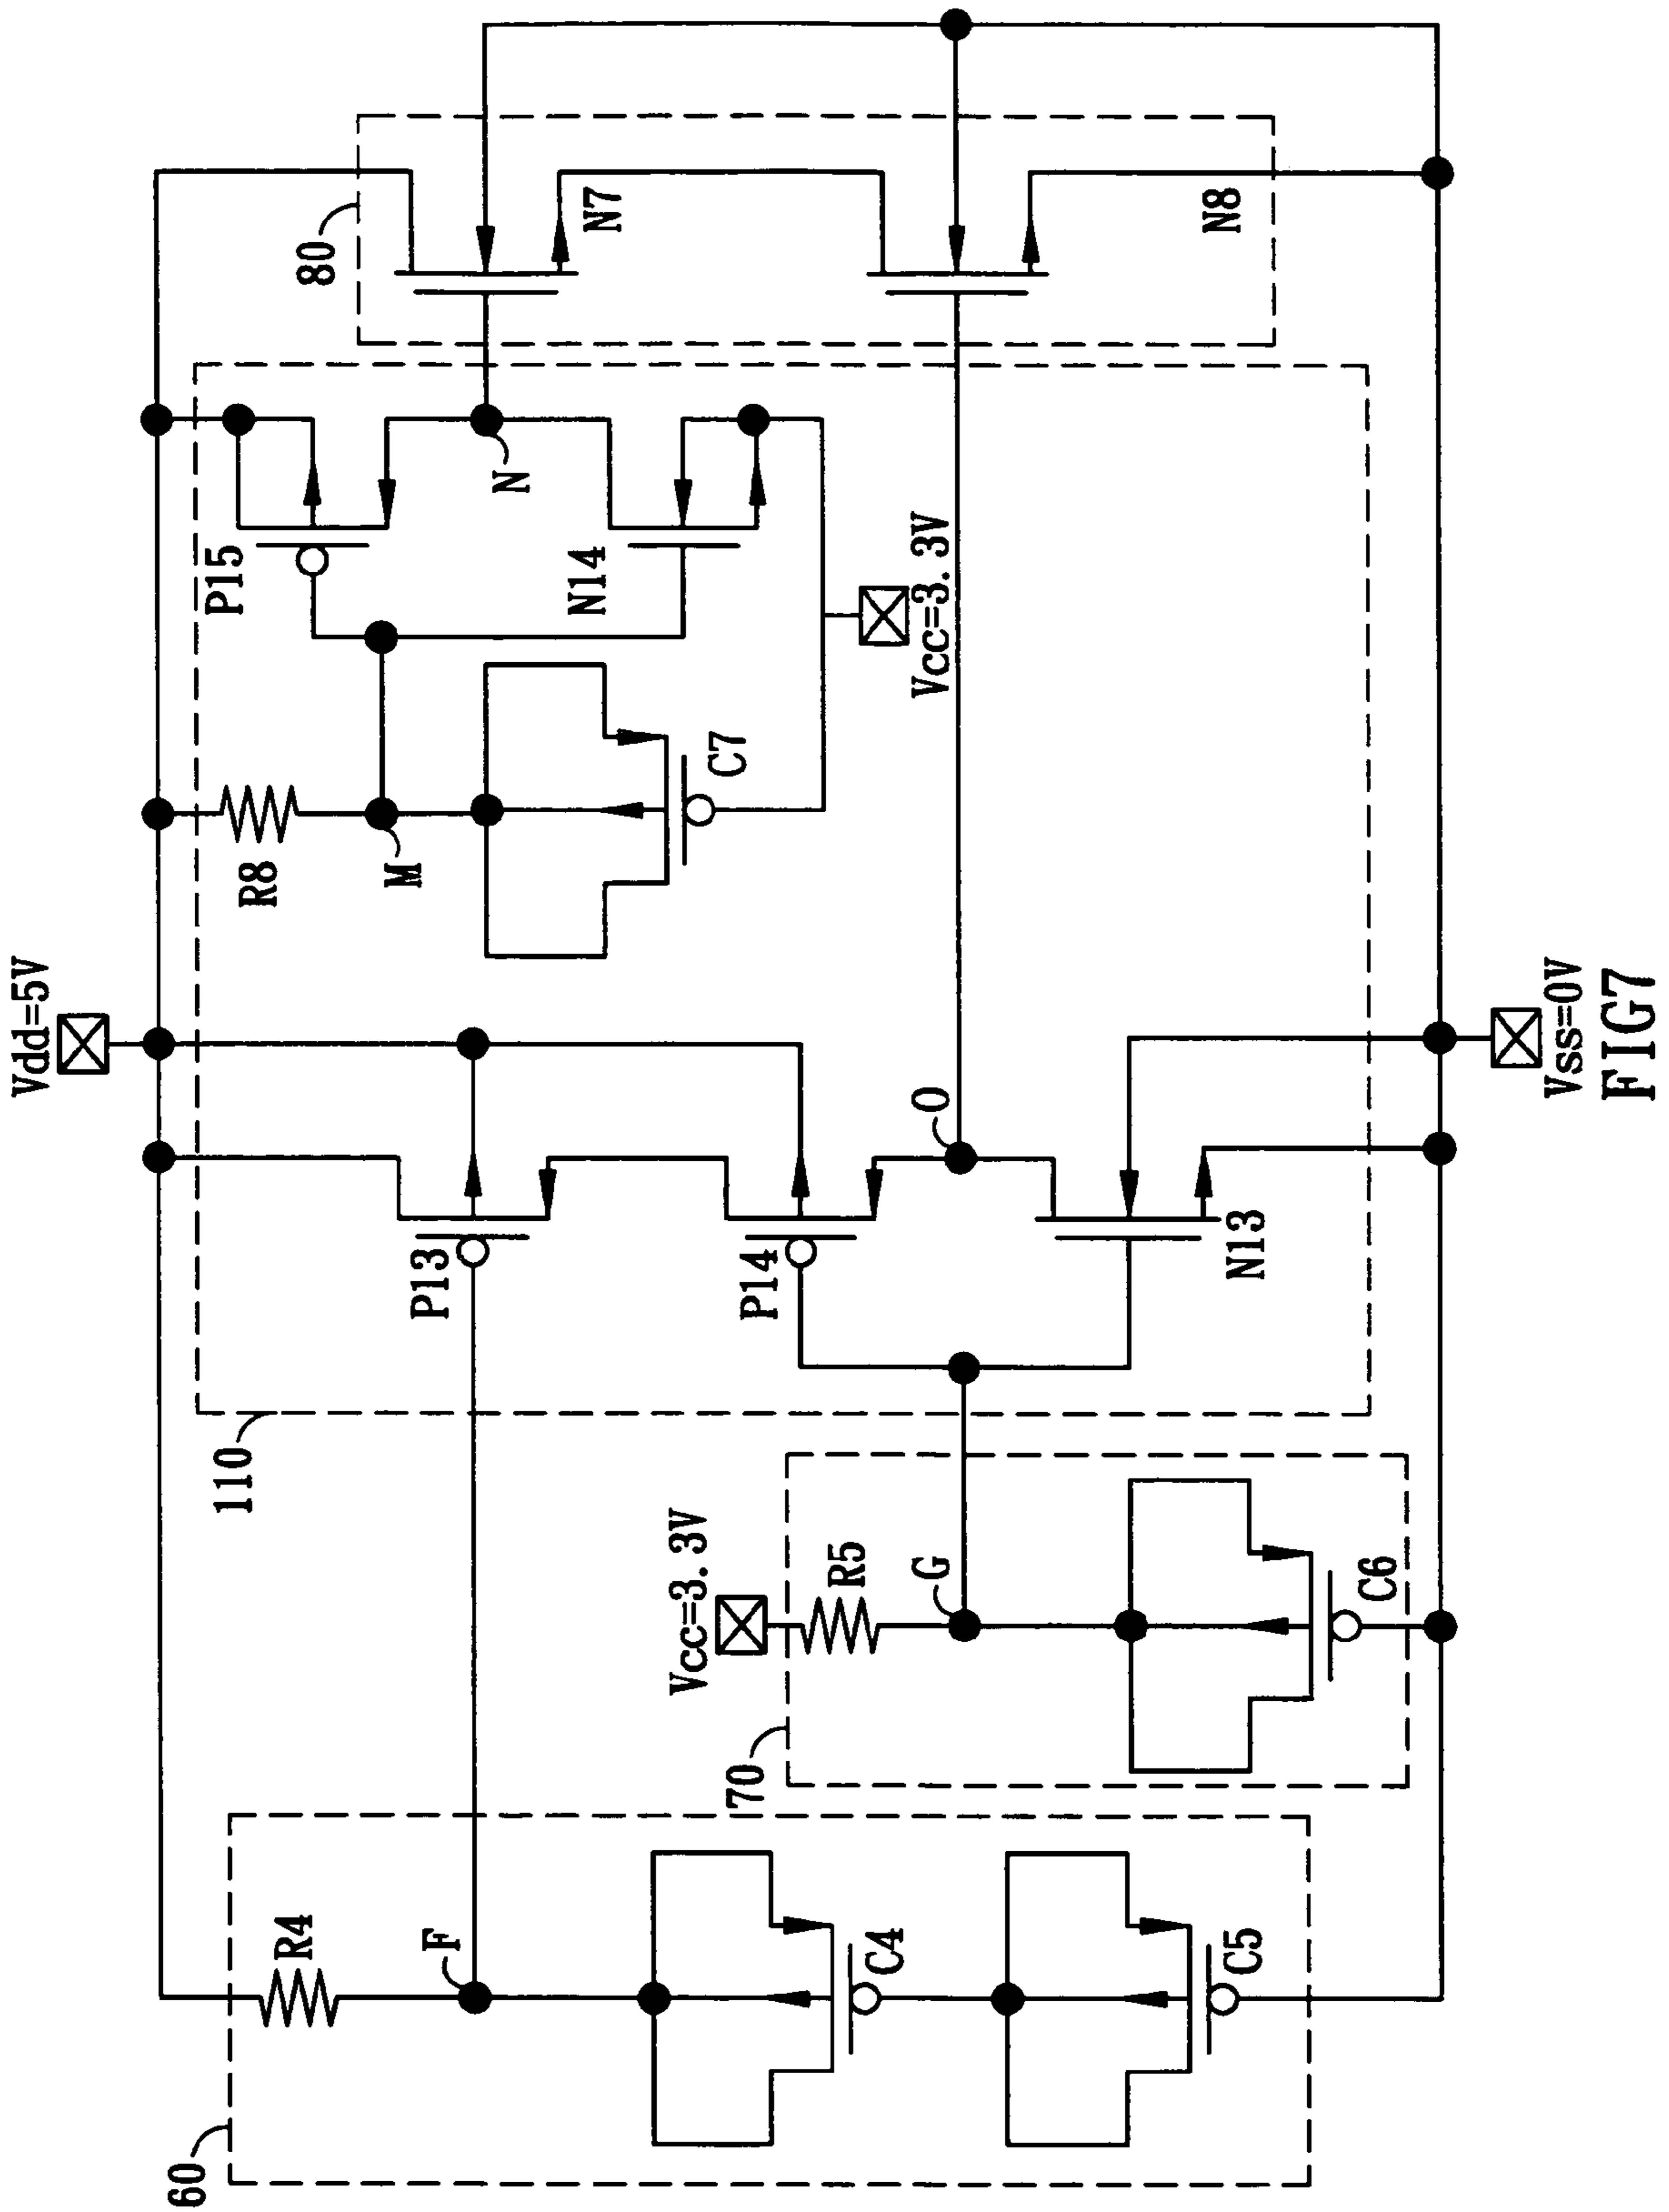 Vdd=5V
80
N7
N8
P15
N
N14
Vcc=3.3V
R8
M
C7
O
P13
P14
N13
110
Vcc=3.3V
R5
G
C6
70
R4
F
C4
C5
60
Vss=0V
FIG7